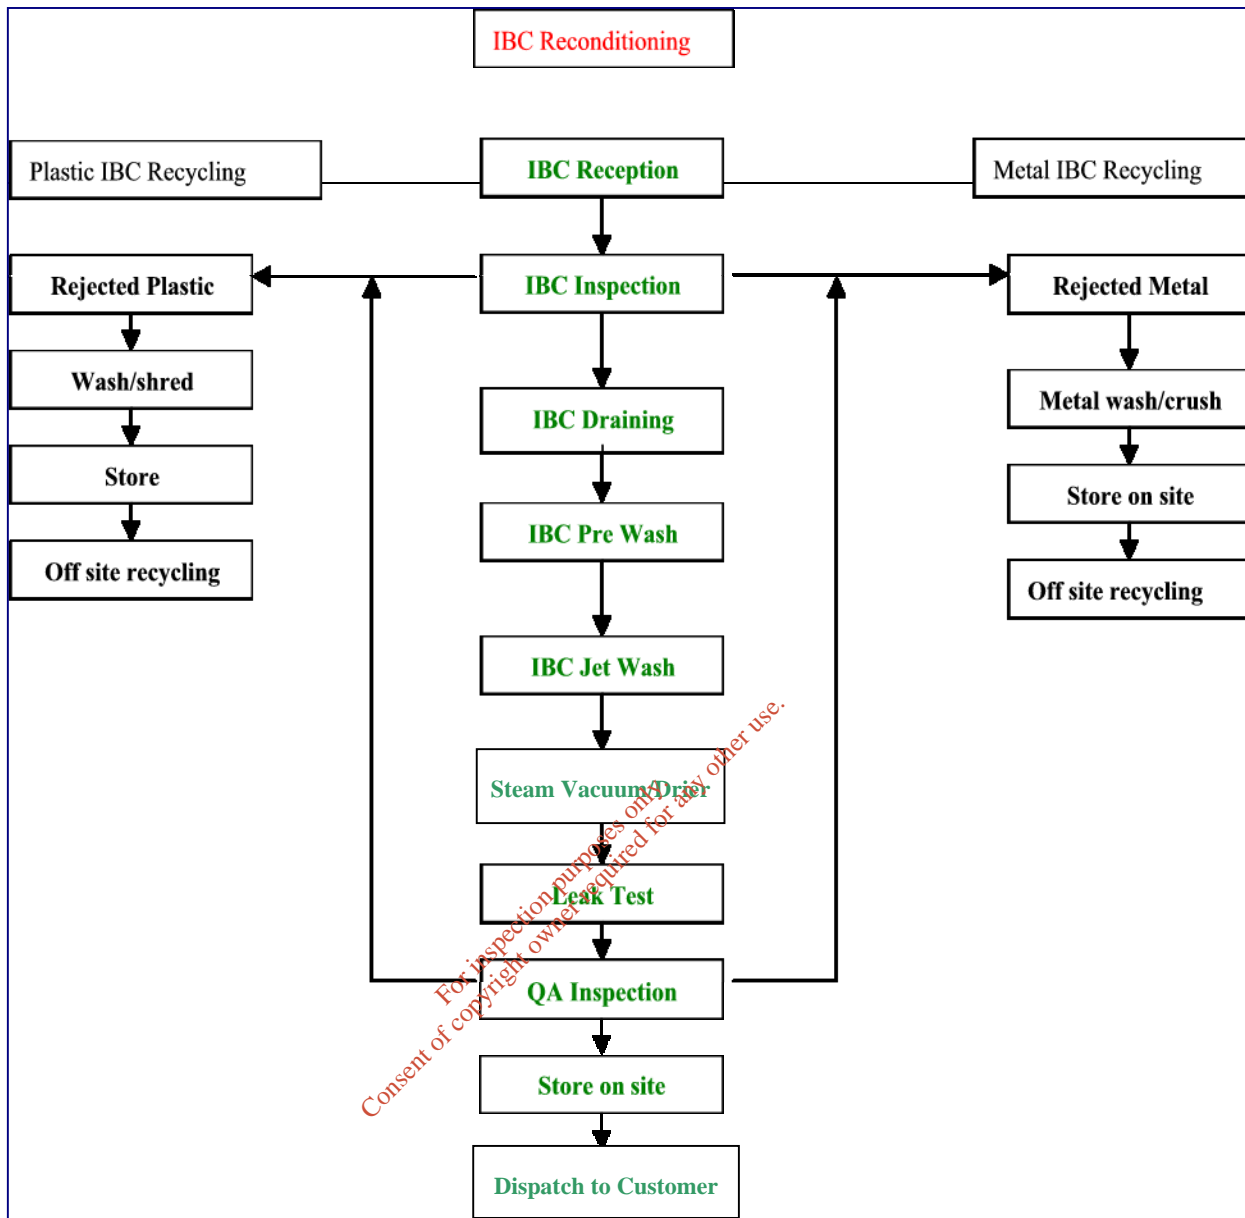 IBC Reconditioning
Plastic IBC Recycling
IBC Reception
Metal IBC Recycling
Rejected Plastic
IBC Inspection
Rejected Metal
Wash/shred
Metal wash/crush
IBC Draining
Store
Store on site
IBC Pre Wash
Off site recycling
Off site recycling
IBC Jet Wash
Steam Vacuum/Drier
Leak Test
QA Inspection
Store on site
Dispatch to Customer
For inspection purposes only.
Consent of copyright owner required for any other use.